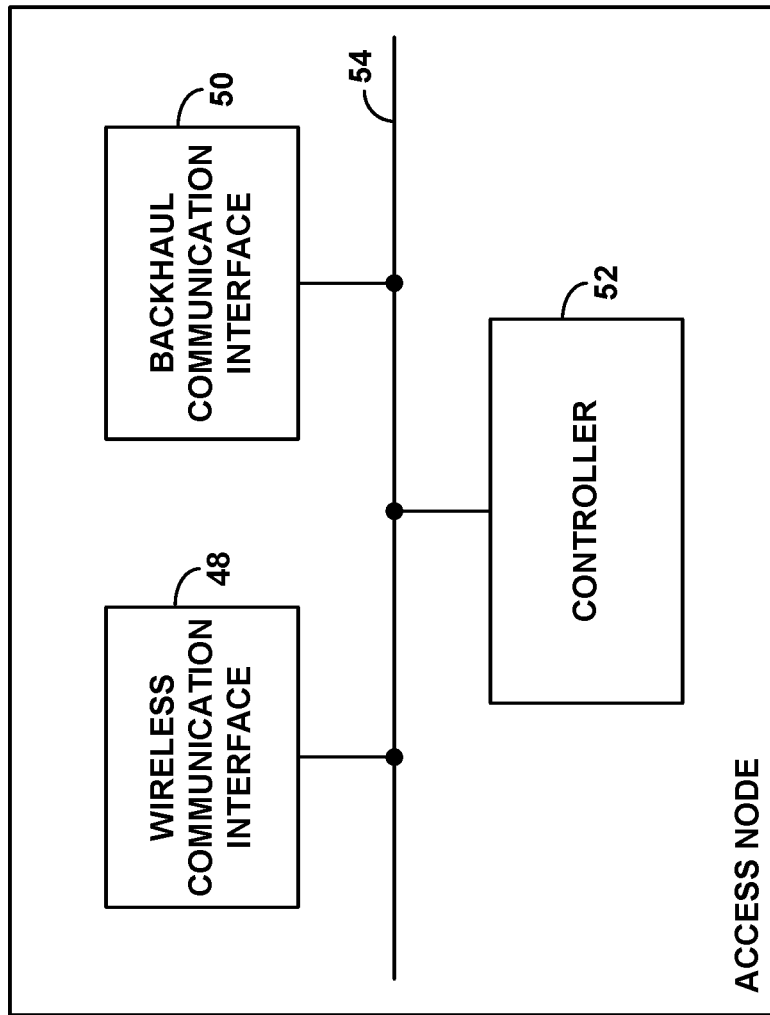 WIRELESS
COMMUNICATION
INTERFACE
48
BACKHAUL
COMMUNICATION
INTERFACE
50
54
CONTROLLER
52
ACCESS NODE